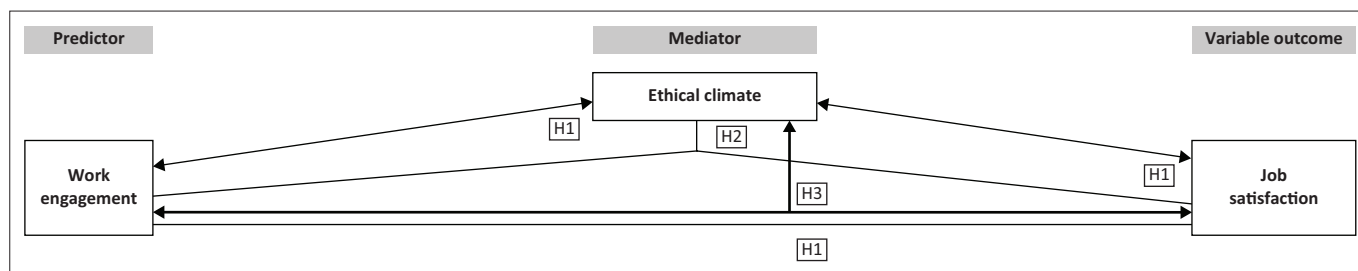 Predictor
Mediator
Variable outcome
Ethical climate
H1
H2
Work
engagement
H1
Job
satisfaction
H3
H1